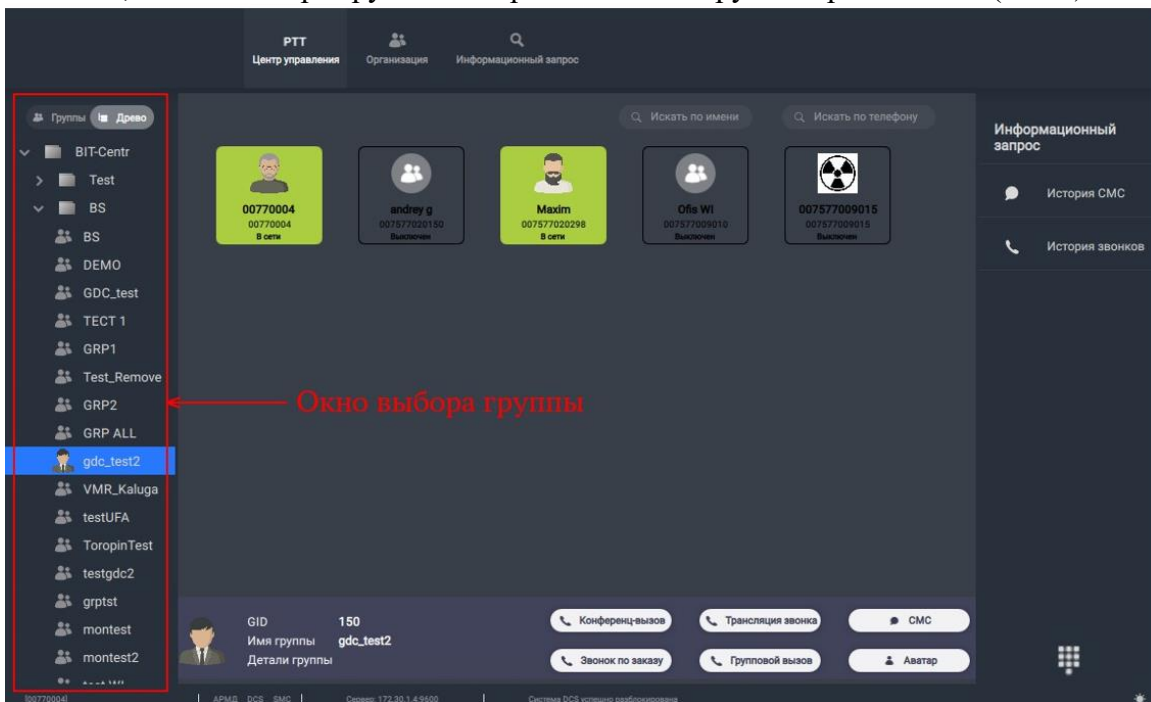 PTT
Центр управления
Организация
Информационный запрос
Группы
Древо
Искать по имени
Искать по телефону
Информационный
запрос
История СМС
История звонков
BIT-Centr
Test
BS
BS
DEMO
GDC_test
ТЕСТ 1
GRP1
Test_Remove
GRP2
GRP ALL
gdc_test2
VMR_Kaluga
testUFA
ToropinTest
testgdc2
grptst
montest
montest2
00770004
00770004
В сети
andrey g
007577020150
Выключен
Maxim
007577020298
В сети
Ofis WI
007577009010
Выключен
007577009015
007577009015
Выключен
Окно выбора группы
GID 150
Имя группы gdc_test2
Детали группы
Конференц-вызов
Трансляция звонка
СМС
Звонок по заказу
Групповой вызов
Аватар
[00770004]
АРМД DCS SMC
Сервер: 172.30.1.4:9600
Система DCS успешно разблокирована